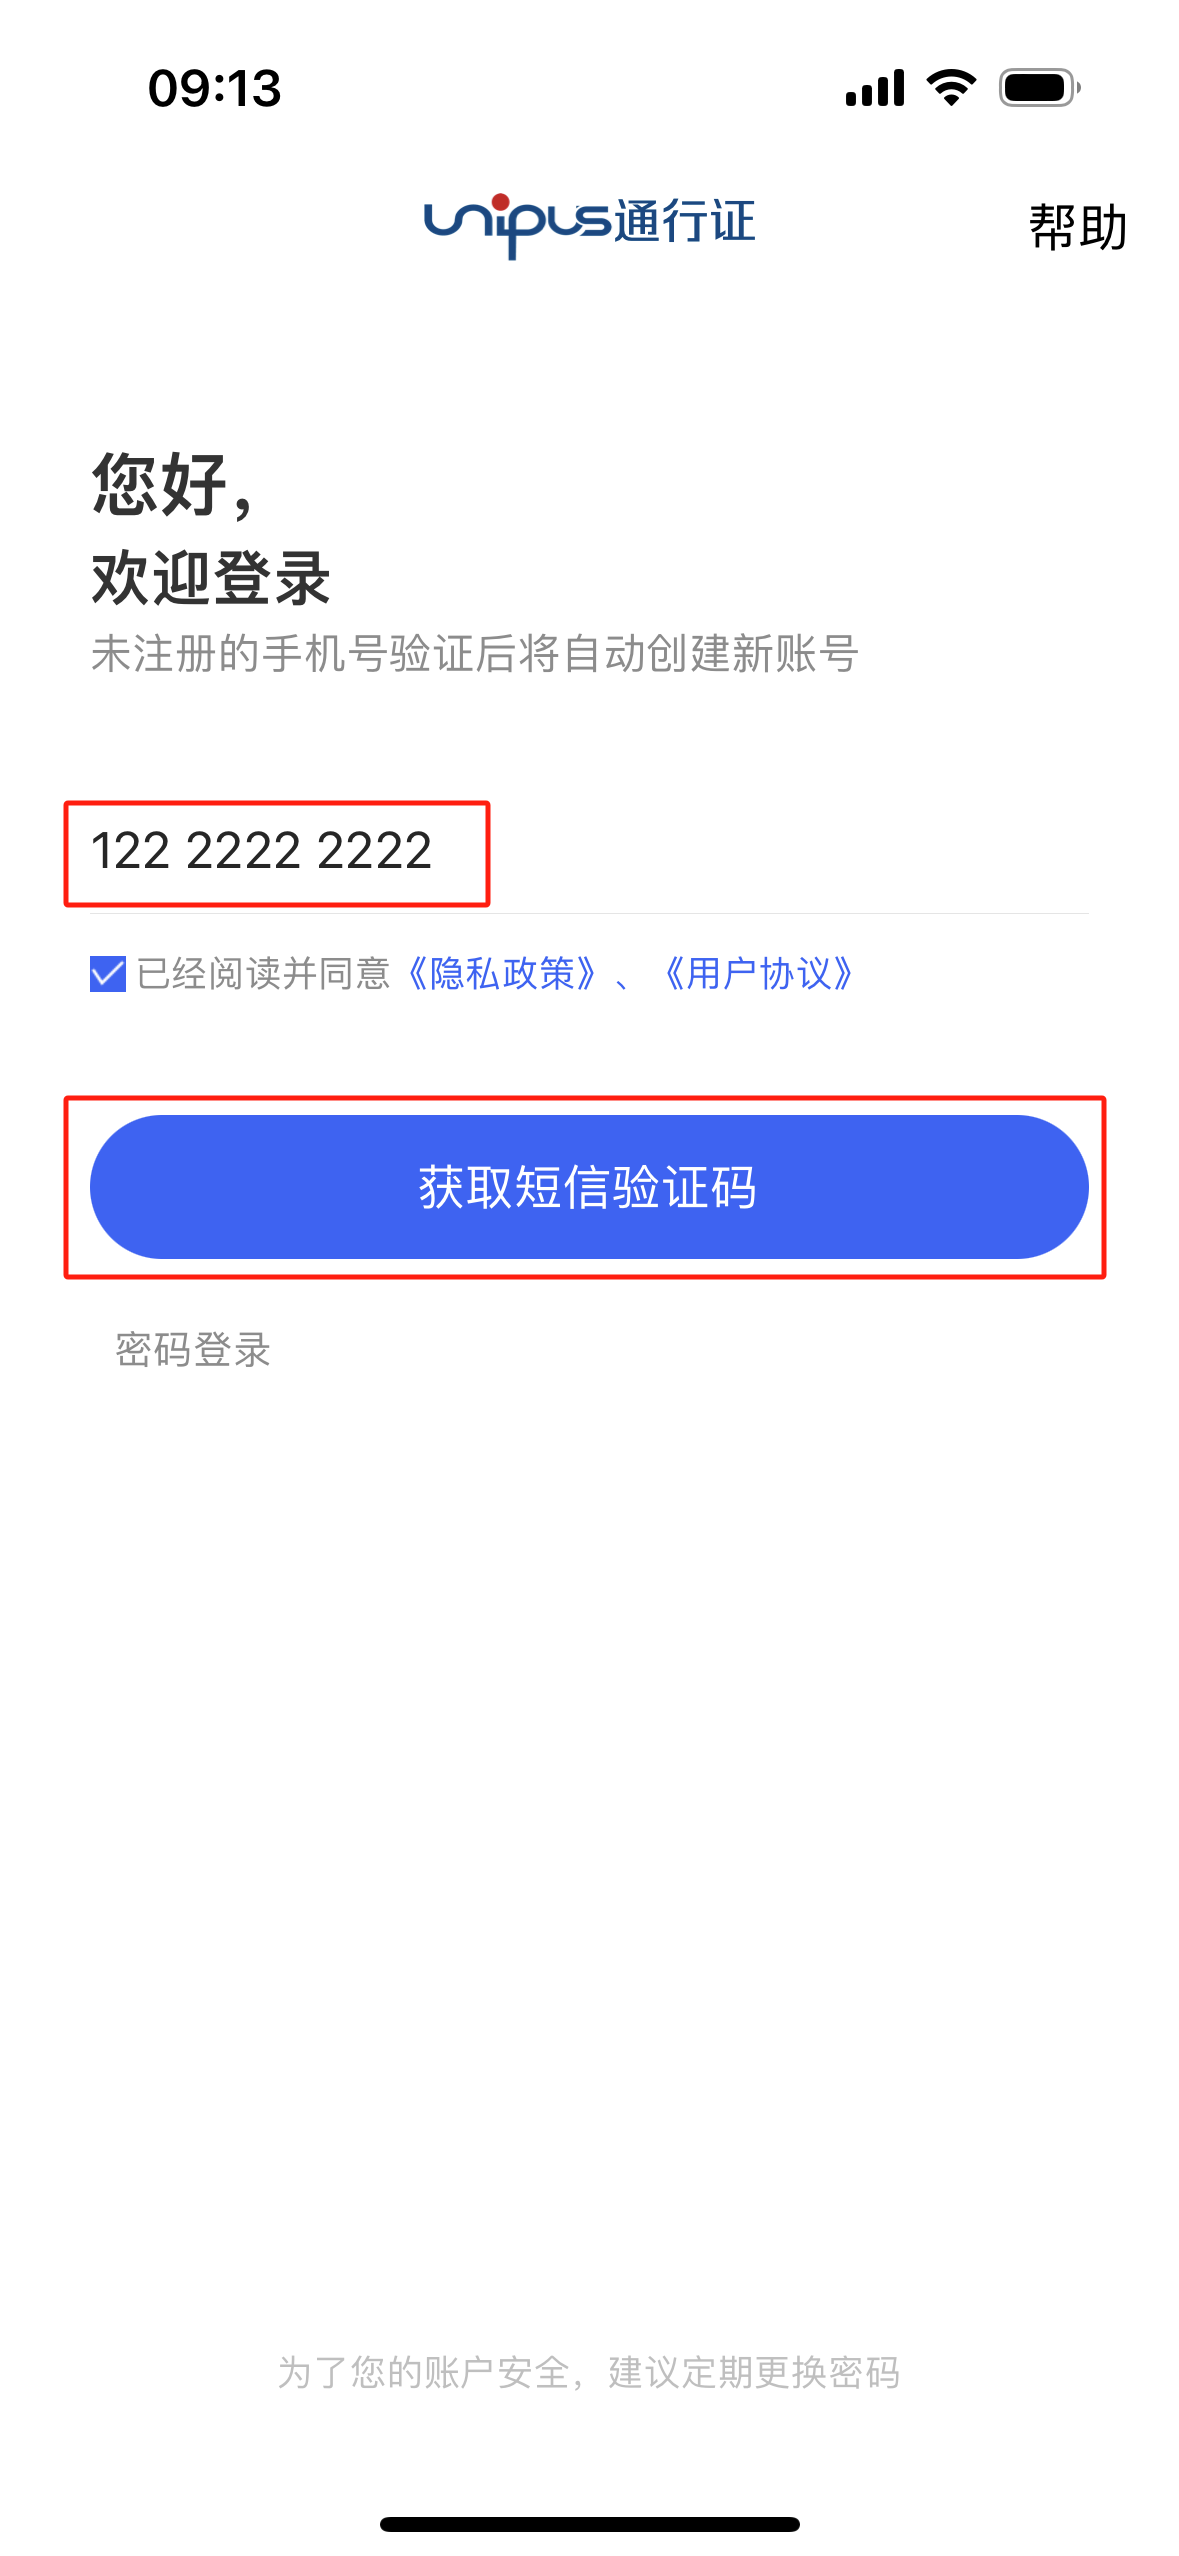 09:13
unipus通行证
帮助
您好，
欢迎登录
未注册的手机号验证后将自动创建新账号
122 2222 2222
已经阅读并同意《隐私政策》、《用户协议》
获取短信验证码
密码登录
为了您的账户安全，建议定期更换密码